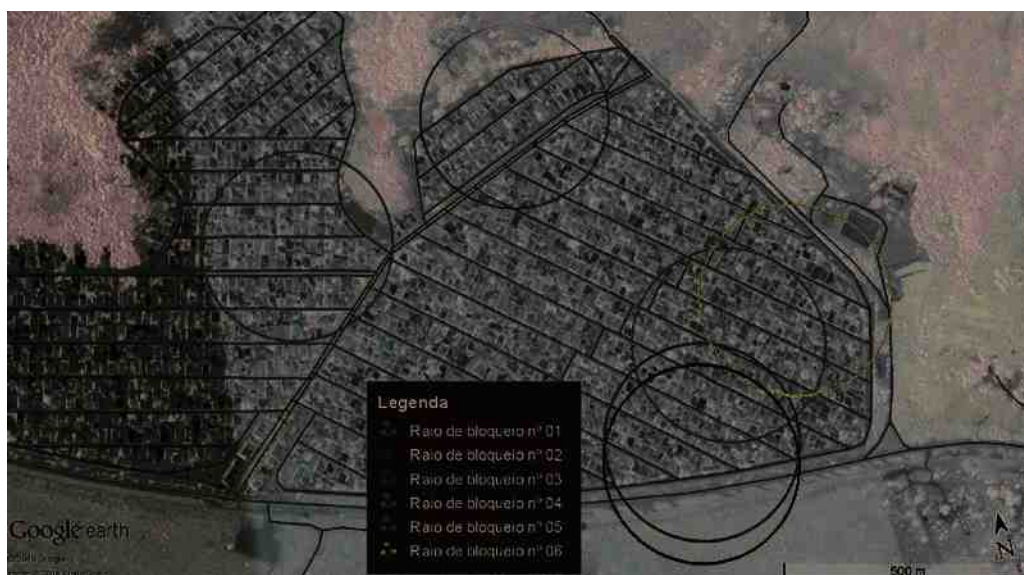 Legenda
Raio de bloqueio nº 01
Raio de bloqueio nº 02
Raio de bloqueio nº 03
Raio de bloqueio nº 04
Raio de bloqueio nº 05
Raio de bloqueio nº 06
Google earth
N
500 m